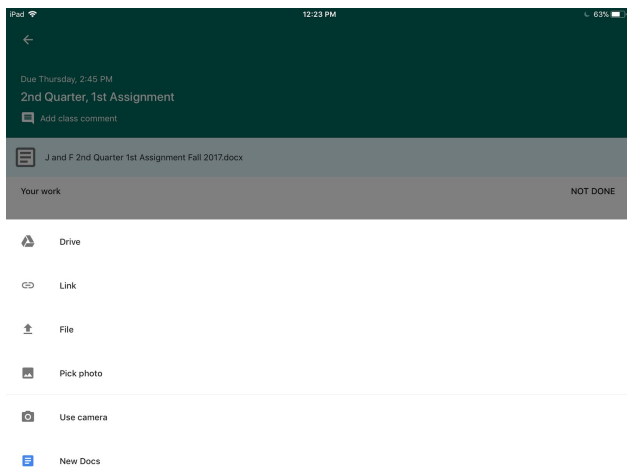 iPad 12:23 PM 63%
Due Thursday, 2:45 PM
2nd Quarter, 1st Assignment
Add class comment
J and F 2nd Quarter 1st Assignment Fall 2017.docx
Your work NOT DONE
Drive
Link
File
Pick photo
Use camera
New Docs